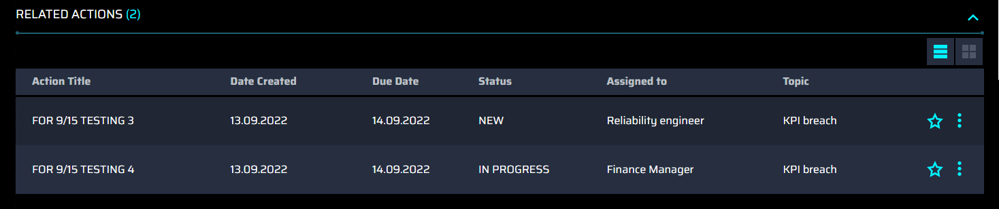 RELATED ACTIONS (2)
Action Title Date Created Due Date Status Assigned to Topic
FOR 9/15 TESTING 3 13.09.2022 14.09.2022 NEW Reliability engineer KPI breach
FOR 9/15 TESTING 4 13.09.2022 14.09.2022 IN PROGRESS Finance Manager KPI breach